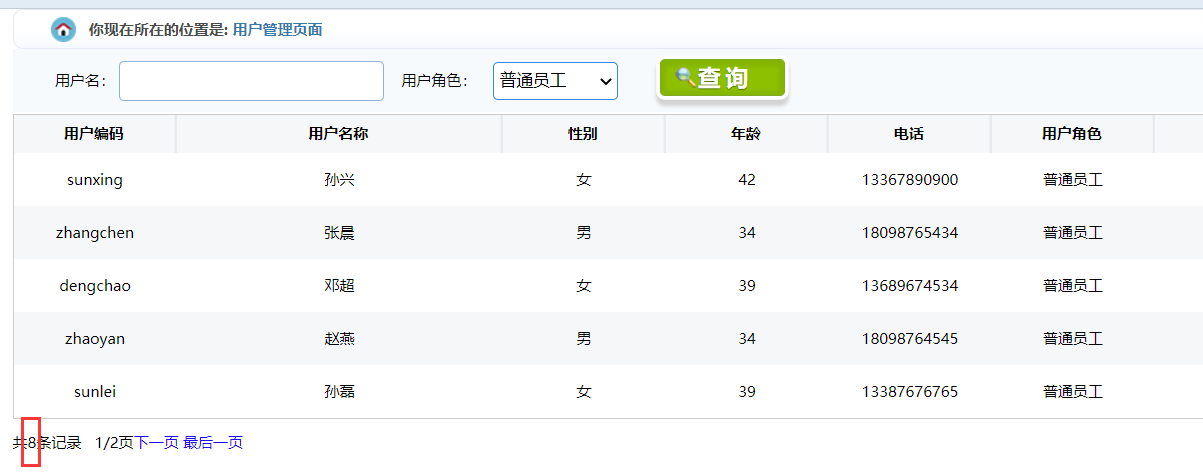 你现在所在的位置是: 用户管理页面
用户名： 用户角色： 普通员工 查询
用户编码 用户名称 性别 年龄 电话 用户角色
sunxing 孙兴 女 42 13367890900 普通员工
zhangchen 张晨 男 34 18098765434 普通员工
dengchao 邓超 女 39 13689674534 普通员工
zhaoyan 赵燕 男 34 18098764545 普通员工
sunlei 孙磊 女 39 13387676765 普通员工
共8条记录 1/2页下一页 最后一页